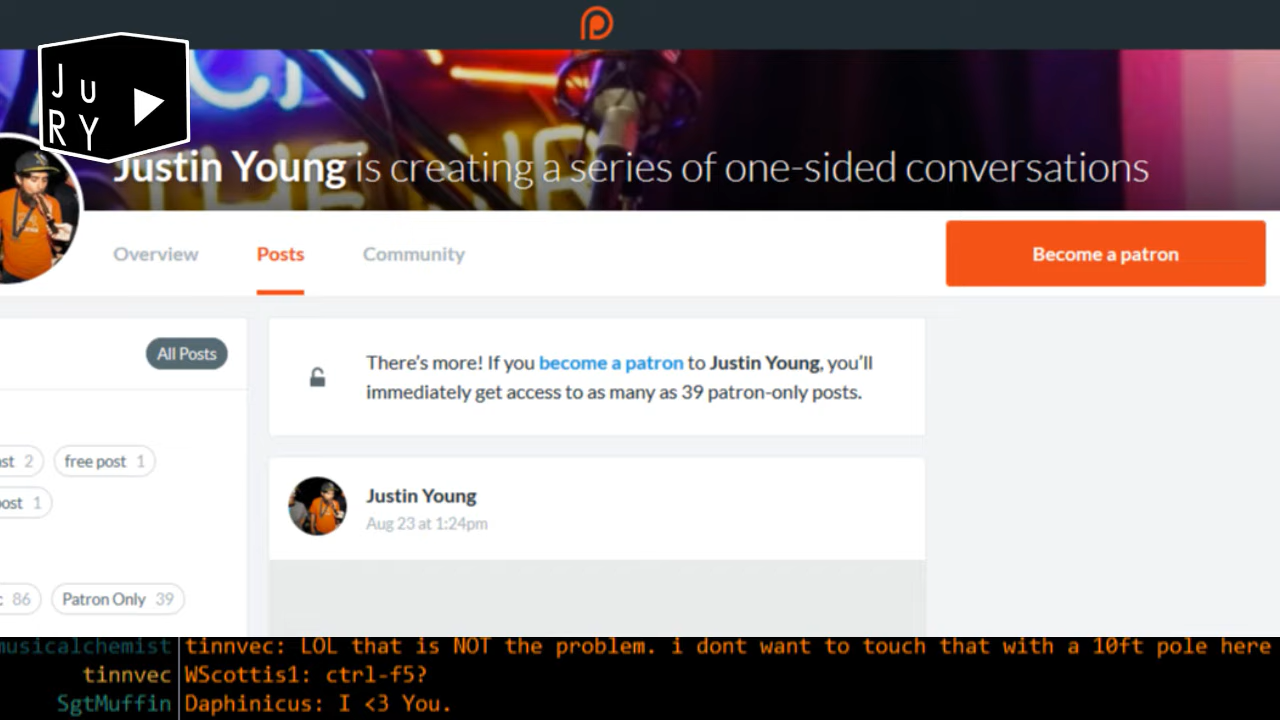 JURY
Justin Young is creating a series of one-sided conversations
Overview Posts Community
Become a patron
All Posts
There's more! If you become a patron to Justin Young, you'll
immediately get access to as many as 39 patron-only posts.
2 free post 1
1
Justin Young
Aug 23 at 1:24pm
86 Patron Only 39
musicalchemist tinnvec: LOL that is NOT the problem. i dont want to touch that with a 10ft pole here
tinnvec WScottis1: ctrl-f5?
SgtMuffin Daphinicus: I <3 You.